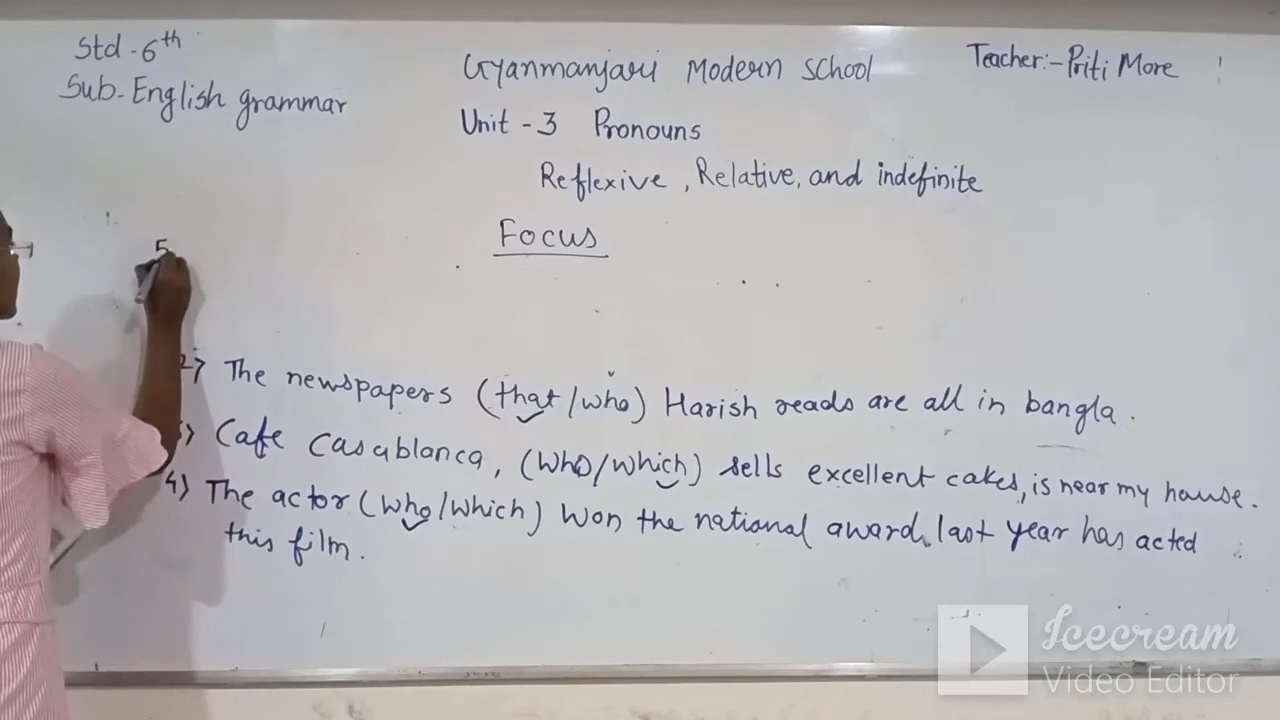 Std - 6th
Sub- English grammar
Gyanmanjari Modern School
Teacher:- Priti More
Unit - 3 Pronouns
Reflexive, Relative, and indefinite
Focus
5
2) The newspapers (that/who) Harish reads are all in bangla.
3) Cafe Casablanca, (who/which) sells excellent cakes, is near my house.
4) The actor (who/which) won the national award last year has acted
this film.
Icecream
Video Editor